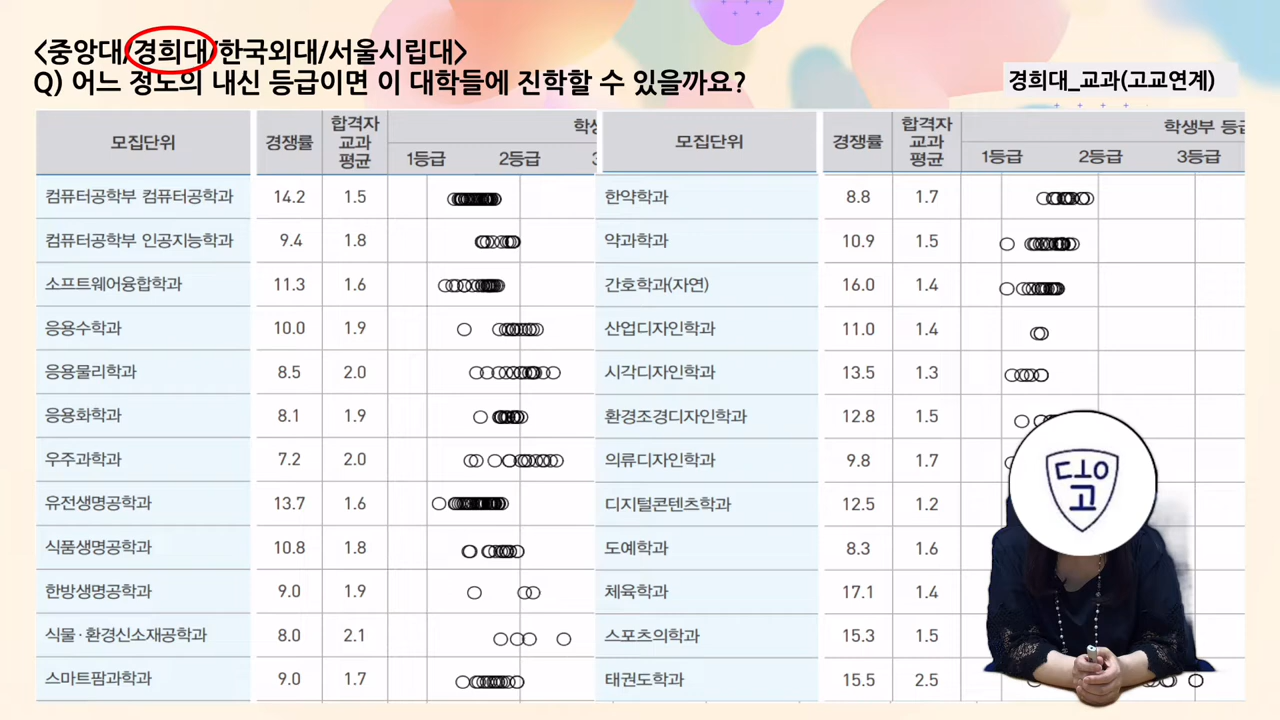 <중앙대/경희대/한국외대/서울시립대>
Q) 어느 정도의 내신 등급이면 이 대학들에 진학할 수 있을까요?
경희대_교과(고교연계)
모집단위 경쟁률 합격자 교과 평균 1등급 2등급
컴퓨터공학부 컴퓨터공학과 14.2 1.5
컴퓨터공학부 인공지능학과 9.4 1.8
소프트웨어융합학과 11.3 1.6
응용수학과 10.0 1.9
응용물리학과 8.5 2.0
응용화학과 8.1 1.9
우주과학과 7.2 2.0
유전생명공학과 13.7 1.6
식품생명공학과 10.8 1.8
한방생명공학과 9.0 1.9
식물·환경신소재공학과 8.0 2.1
스마트팜과학과 9.0 1.7
모집단위 경쟁률 합격자 교과 평균 학생부 1등급 2등급 3등급
한약학과 8.8 1.7
약과학과 10.9 1.5
간호학과(자연) 16.0 1.4
산업디자인학과 11.0 1.4
시각디자인학과 13.5 1.3
환경조경디자인학과 12.8 1.5
의류디자인학과 9.8 1.7
디지털콘텐츠학과 12.5 1.2
도예학과 8.3 1.6
체육학과 17.1 1.4
스포츠의학과 15.3 1.5
태권도학과 15.5 2.5